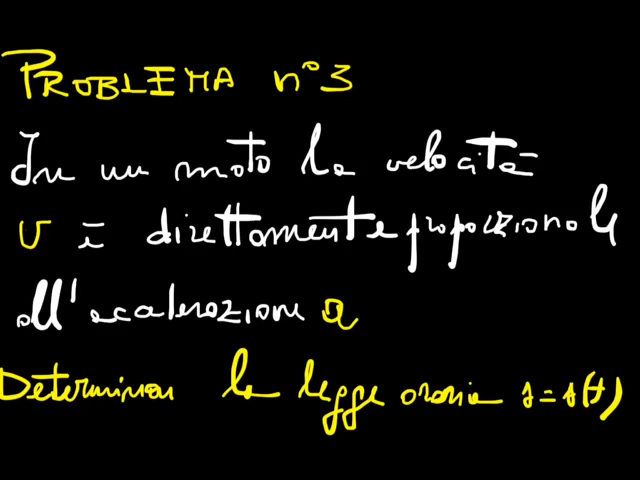 PROBLEMA n° 3
In un moto la velocità
v è direttamente proporzionale
all'accelerazione a
Determinare la legge oraria s=s(t)